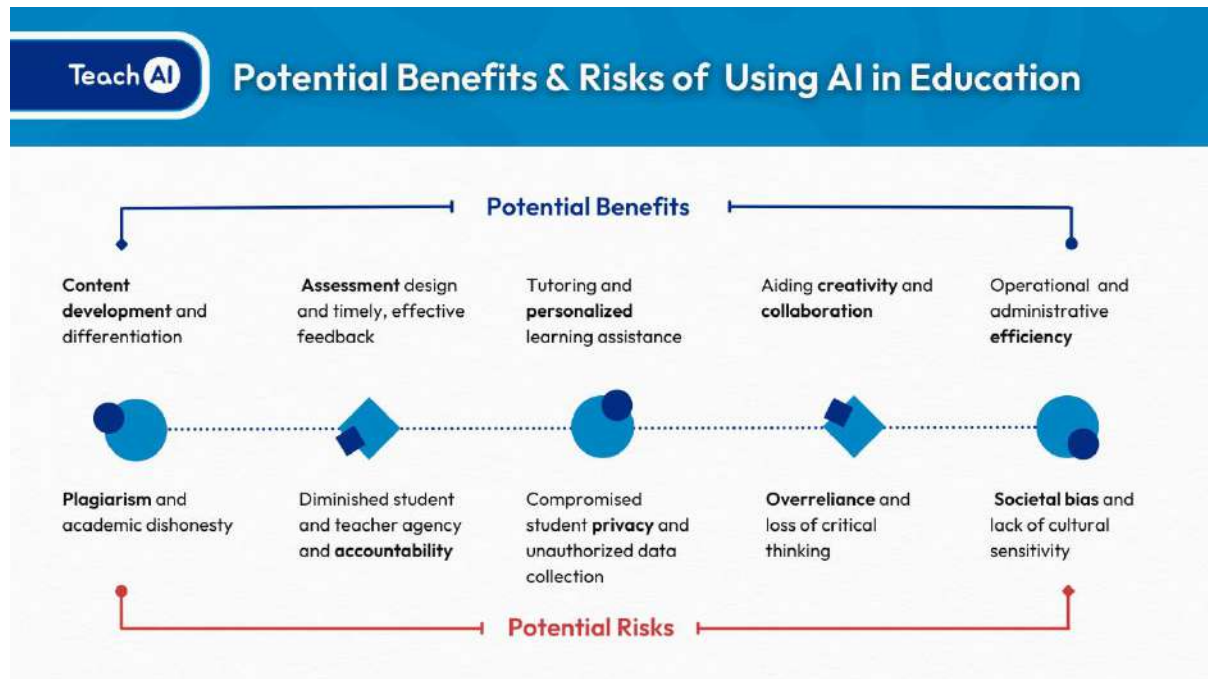 Teach AI
Potential Benefits & Risks of Using AI in Education
Potential Benefits
Content
development and
differentiation
Assessment design
and timely, effective
feedback
Tutoring and
personalized
learning assistance
Aiding creativity and
collaboration
Operational and
administrative
efficiency
Plagiarism and
academic dishonesty
Diminished student
and teacher agency
and accountability
Compromised
student privacy and
unauthorized data
collection
Overreliance and
loss of critical
thinking
Societal bias and
lack of cultural
sensitivity
Potential Risks